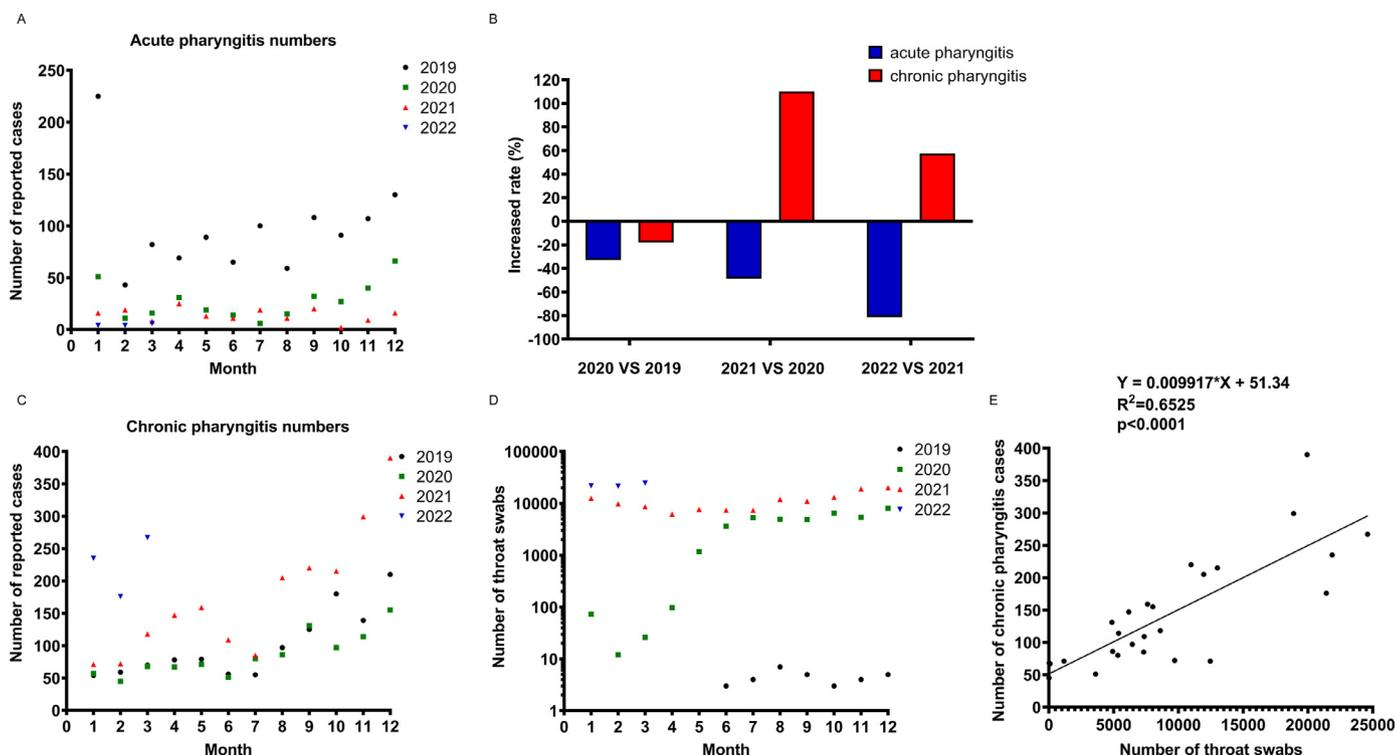 A
Acute pharyngitis numbers
Number of reported cases
250
200
150
100
50
0
0 1 2 3 4 5 6 7 8 9 10 11 12
Month
2019
2020
2021
2022
B
acute pharyngitis
chronic pharyngitis
Increased rate (%)
120
100
80
60
40
20
0
-20
-40
-60
-80
-100
2020 VS 2019
2021 VS 2020
2022 VS 2021
C
Chronic pharyngitis numbers
Number of reported cases
400
350
300
250
200
150
100
50
0
0 1 2 3 4 5 6 7 8 9 10 11 12
Month
2019
2020
2021
2022
D
Number of throat swabs
100000
10000
1000
100
10
1
0 1 2 3 4 5 6 7 8 9 10 11 12
Month
2019
2020
2021
2022
E
Y = 0.009917*X + 51.34
R²=0.6525
p<0.0001
Number of chronic pharyngitis cases
400
350
300
250
200
150
100
50
0
0 5000 10000 15000 20000 25000
Number of throat swabs